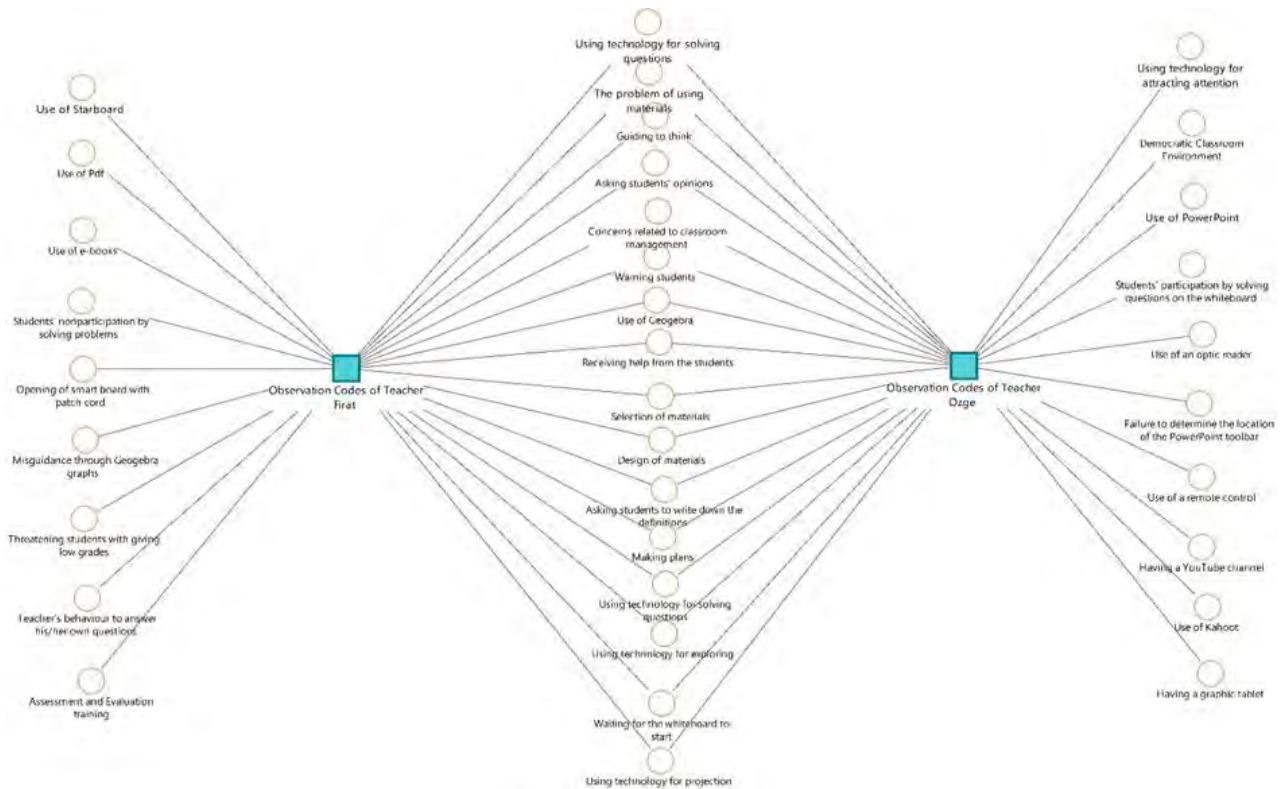 Use of Starboard
Use of Pdf
Use of e-books
Students' nonparticipation by
solving problems
Opening of smart board with
patch cord
Misguidance through Geogebra
graphs
Threatening students with giving
low grades
Teacher's behaviour to answer
his/her own questions
Assessment and Evaluation
training
Observation Codes of Teacher
Firat
Using technology for solving
questions
The problem of using
materials
Guiding to think
Asking students' opinions
Concerns related to classroom
management
Warning students
Use of Geogebra
Receiving help from the students
Selection of materials
Design of materials
Asking students to write down the
definitions
Making plans
Using technology for solving
questions
Using technology for exploring
Waiting for the whiteboard to
start
Using technology for projection
Observation Codes of Teacher
Ozge
Using technology for
attracting attention
Democratic Classroom
Environment
Use of PowerPoint
Students' participation by solving
questions on the whiteboard
Use of an optic reader
Failure to determine the location
of the PowerPoint toolbar
Use of a remote control
Having a YouTube channel
Use of Kahoot
Having a graphic tablet